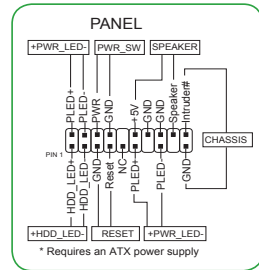 PANEL
+PWR_LED-
PWR_SW
SPEAKER
PLED+
PLED-
PWR
GND
+5V
GND
GND
Speaker
Intruder#
CHASSIS
PIN 1
HDD_LED+
HDD_LED-
GND
Reset
NC
PLED+
PLED-
GND
+HDD_LED-
RESET
+PWR_LED-
* Requires an ATX power supply